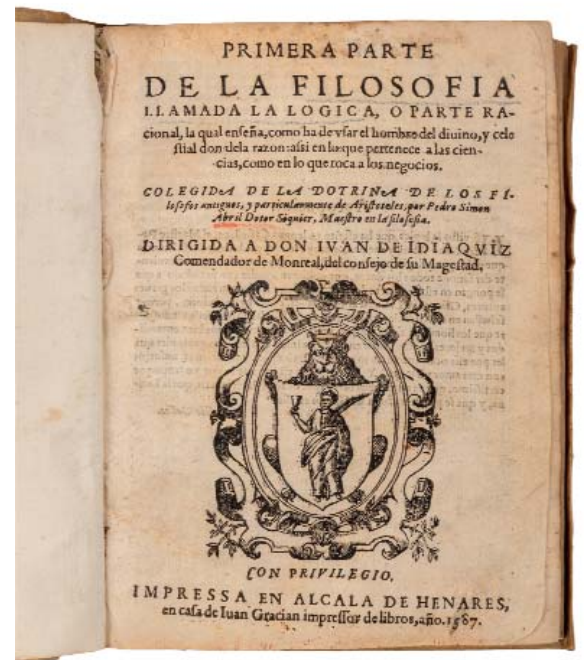 PRIMERA PARTE
DE LA FILOSOFIA
LLAMADA LA LOGICA, O PARTE RA-
cional, la qual enseña, como ha de vsar el hombre del diuino, y cele
stial don dela razon: assi en lo que pertenece a las cien-
cias, como en lo que toca a los negocios.
COLEGIDA DE LA DOTRINA DE LOS FI-
losofos antiguos, y particularmente de Aristoteles, por Pedro Simon
Abril Dotor Siquier, Maestro en la filosofia.
DIRIGIDA A DON IVAN DE IDIAQVIZ
Comendador de Monreal, del consejo de su Magestad.
CON PRIVILEGIO,
IMPRESSA EN ALCALA DE HENARES,
en casa de Iuan Gracian impressor de libros, año. 1587.